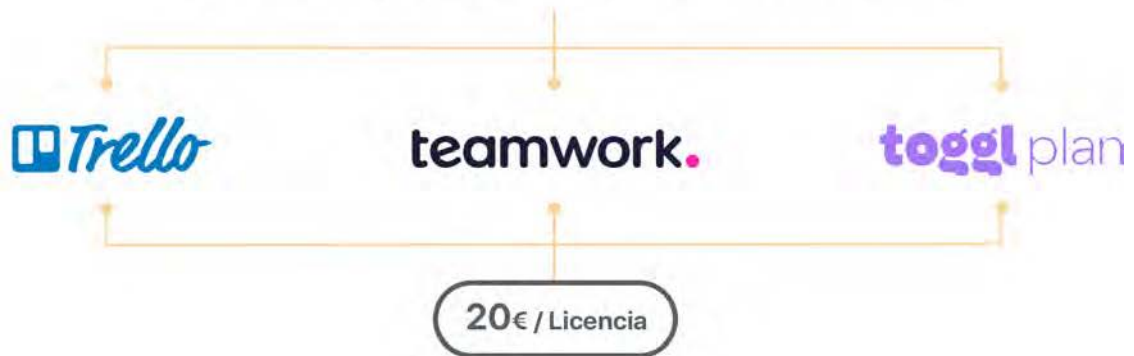 Trello
teamwork.
toggl plan
20€ / Licencia